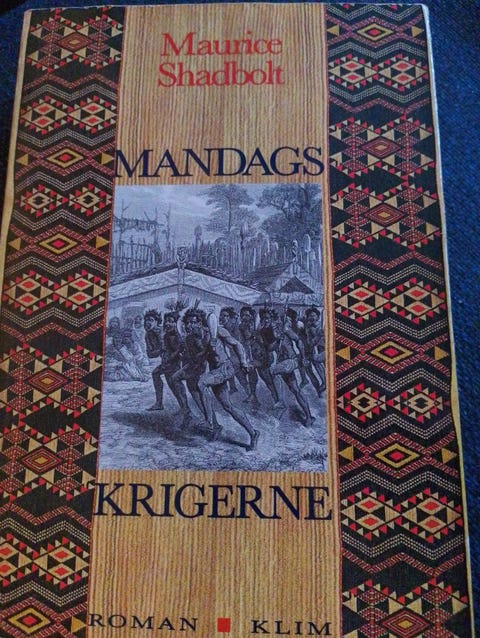 Maurice
Shadbolt
MANDAGS
KRIGERNE
ROMAN ■ KLIM